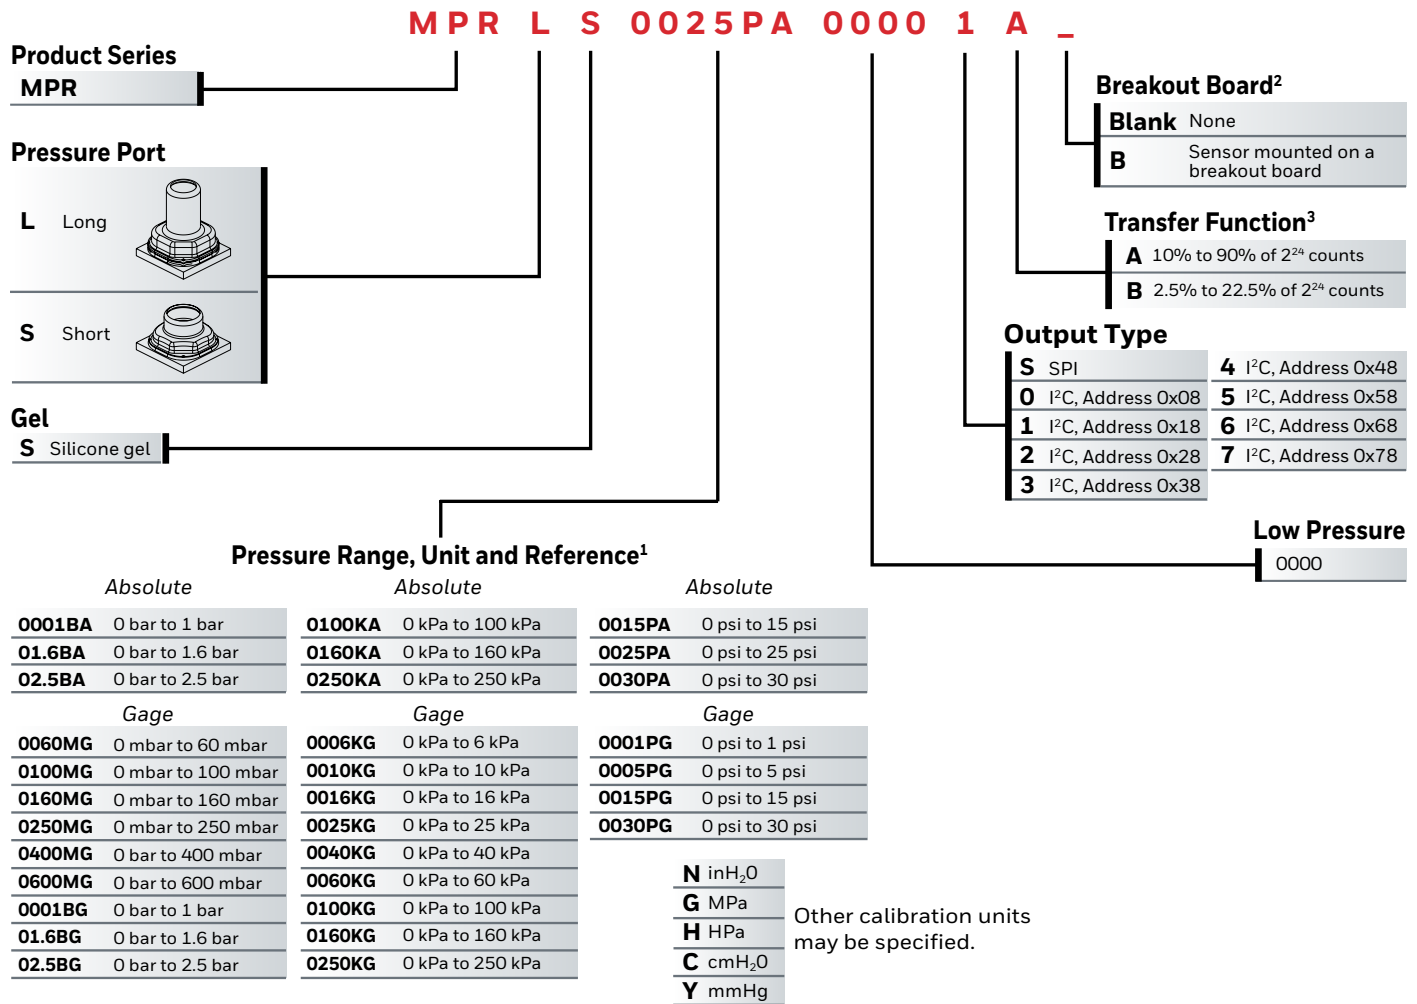 MPR L S 0025PA 0000 1 A _
Product Series
MPR
Pressure Port
L Long
S Short
Gel
S Silicone gel
Breakout Board²
Blank None
B Sensor mounted on a
breakout board
Transfer Function³
A 10% to 90% of 2²⁴ counts
B 2.5% to 22.5% of 2²⁴ counts
Output Type
S SPI
0 I²C, Address 0x08
1 I²C, Address 0x18
2 I²C, Address 0x28
3 I²C, Address 0x38
4 I²C, Address 0x48
5 I²C, Address 0x58
6 I²C, Address 0x68
7 I²C, Address 0x78
Low Pressure
0000
Pressure Range, Unit and Reference¹
Absolute
0001BA 0 bar to 1 bar
01.6BA 0 bar to 1.6 bar
02.5BA 0 bar to 2.5 bar
Gage
0060MG 0 mbar to 60 mbar
0100MG 0 mbar to 100 mbar
0160MG 0 mbar to 160 mbar
0250MG 0 mbar to 250 mbar
0400MG 0 bar to 400 mbar
0600MG 0 bar to 600 mbar
0001BG 0 bar to 1 bar
01.6BG 0 bar to 1.6 bar
02.5BG 0 bar to 2.5 bar
Absolute
0100KA 0 kPa to 100 kPa
0160KA 0 kPa to 160 kPa
0250KA 0 kPa to 250 kPa
Gage
0006KG 0 kPa to 6 kPa
0010KG 0 kPa to 10 kPa
0016KG 0 kPa to 16 kPa
0025KG 0 kPa to 25 kPa
0040KG 0 kPa to 40 kPa
0060KG 0 kPa to 60 kPa
0100KG 0 kPa to 100 kPa
0160KG 0 kPa to 160 kPa
0250KG 0 kPa to 250 kPa
Absolute
0015PA 0 psi to 15 psi
0025PA 0 psi to 25 psi
0030PA 0 psi to 30 psi
Gage
0001PG 0 psi to 1 psi
0005PG 0 psi to 5 psi
0015PG 0 psi to 15 psi
0030PG 0 psi to 30 psi
N inH₂0
G MPa
H HPa
C cmH₂0
Y mmHg
Other calibration units
may be specified.